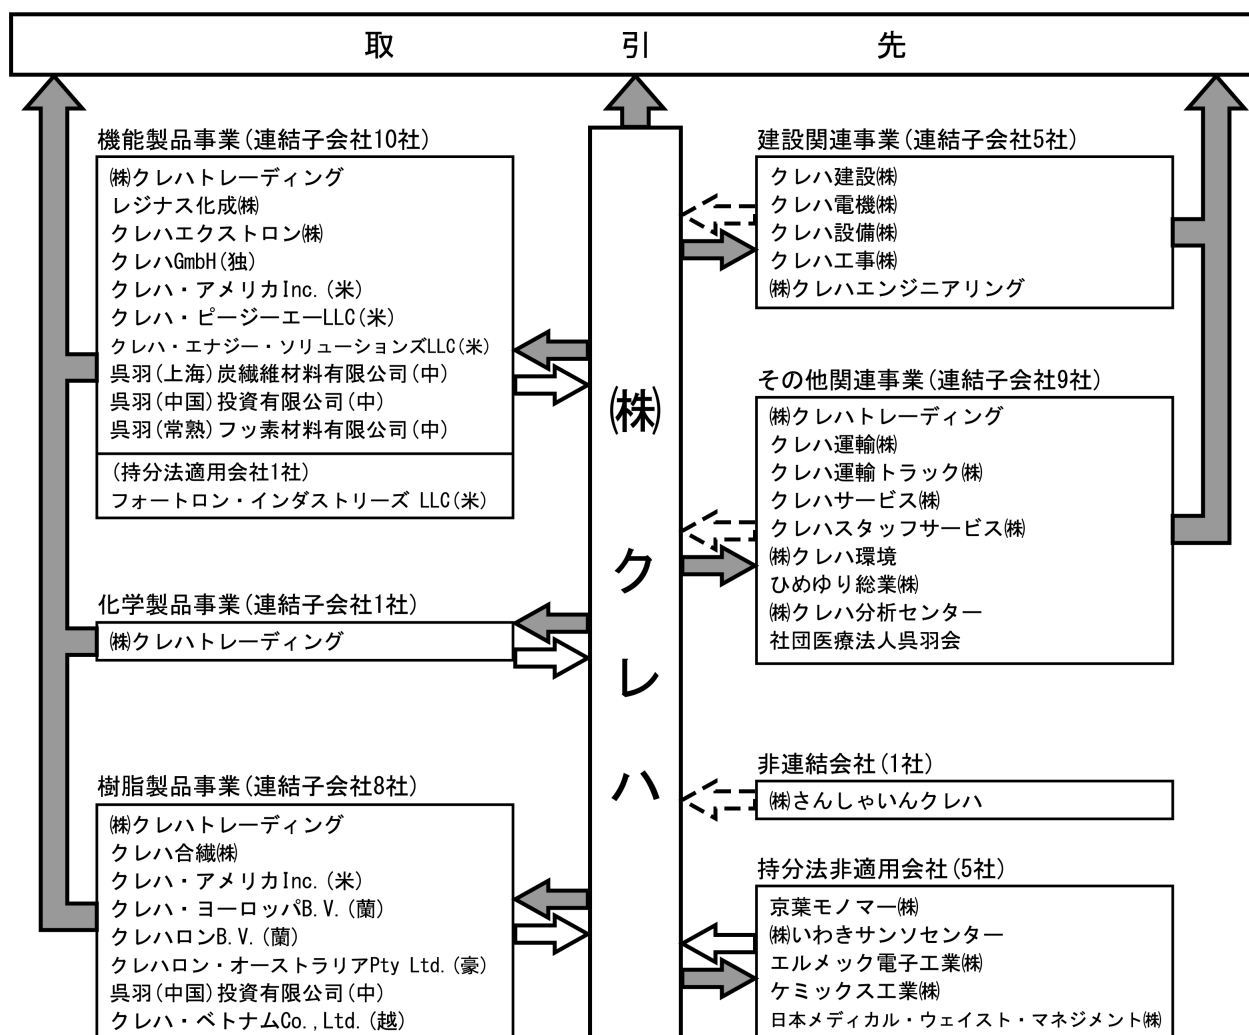 取引先
機能製品事業(連結子会社10社)
㈱クレハトレーディング
レジナス化成㈱
クレハエクストロン㈱
クレハGmbH(独)
クレハ・アメリカInc.(米)
クレハ・ピージーエーLLC(米)
クレハ・エナジー・ソリューションズLLC(米)
呉羽(上海)炭繊維材料有限公司(中)
呉羽(中国)投資有限公司(中)
呉羽(常熟)フッ素材料有限公司(中)
(持分法適用会社1社)
フォートロン・インダストリーズ LLC(米)
化学製品事業(連結子会社1社)
㈱クレハトレーディング
樹脂製品事業(連結子会社8社)
㈱クレハトレーディング
クレハ合繊㈱
クレハ・アメリカInc.(米)
クレハ・ヨーロッパB.V.(蘭)
クレハロンB.V.(蘭)
クレハロン・オーストラリアPty Ltd.(豪)
呉羽(中国)投資有限公司(中)
クレハ・ベトナムCo.,Ltd.(越)
㈱クレハ
建設関連事業(連結子会社5社)
クレハ建設㈱
クレハ電機㈱
クレハ設備㈱
クレハ工事㈱
㈱クレハエンジニアリング
その他関連事業(連結子会社9社)
㈱クレハトレーディング
クレハ運輸㈱
クレハ運輸トラック㈱
クレハサービス㈱
クレハスタッフサービス㈱
㈱クレハ環境
ひめゆり総業㈱
㈱クレハ分析センター
社団医療法人呉羽会
非連結会社(1社)
㈱さんしゃいんクレハ
持分法非適用会社(5社)
京葉モノマー㈱
㈱いわきサンソセンター
エルメック電子工業㈱
ケミックス工業㈱
日本メディカル・ウェイスト・マネジメント㈱